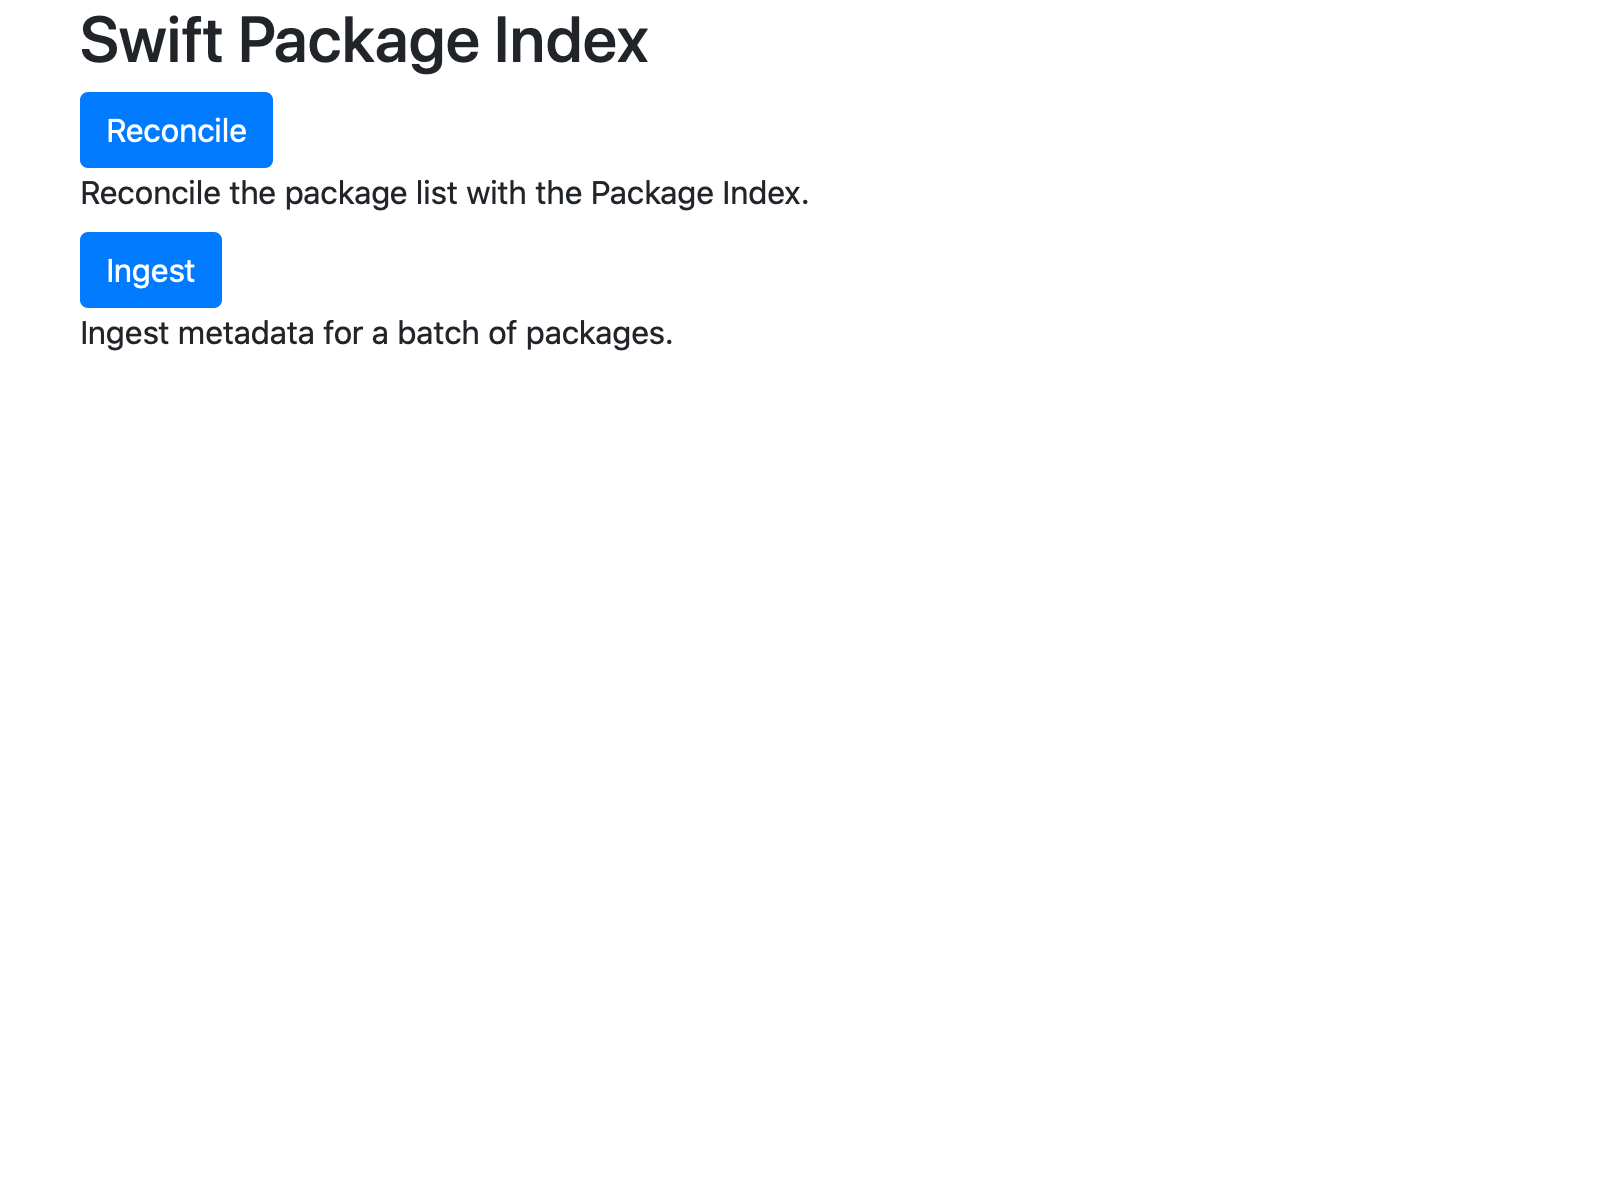 Swift Package Index
Reconcile
Reconcile the package list with the Package Index.
Ingest
Ingest metadata for a batch of packages.